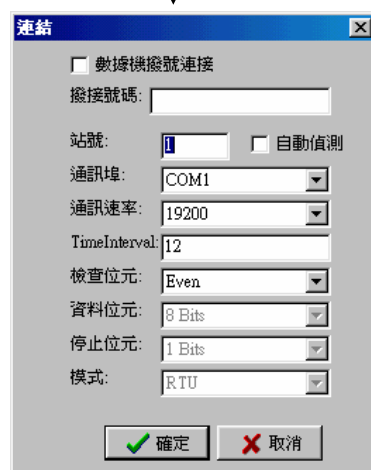 連結
數據機撥號連接
撥接號碼:
站號: 1 自動偵測
通訊埠: COM1
通訊速率: 19200
TimeInterval: 12
檢查位元: Even
資料位元: 8 Bits
停止位元: 1 Bits
模式: RTU
確定 取消